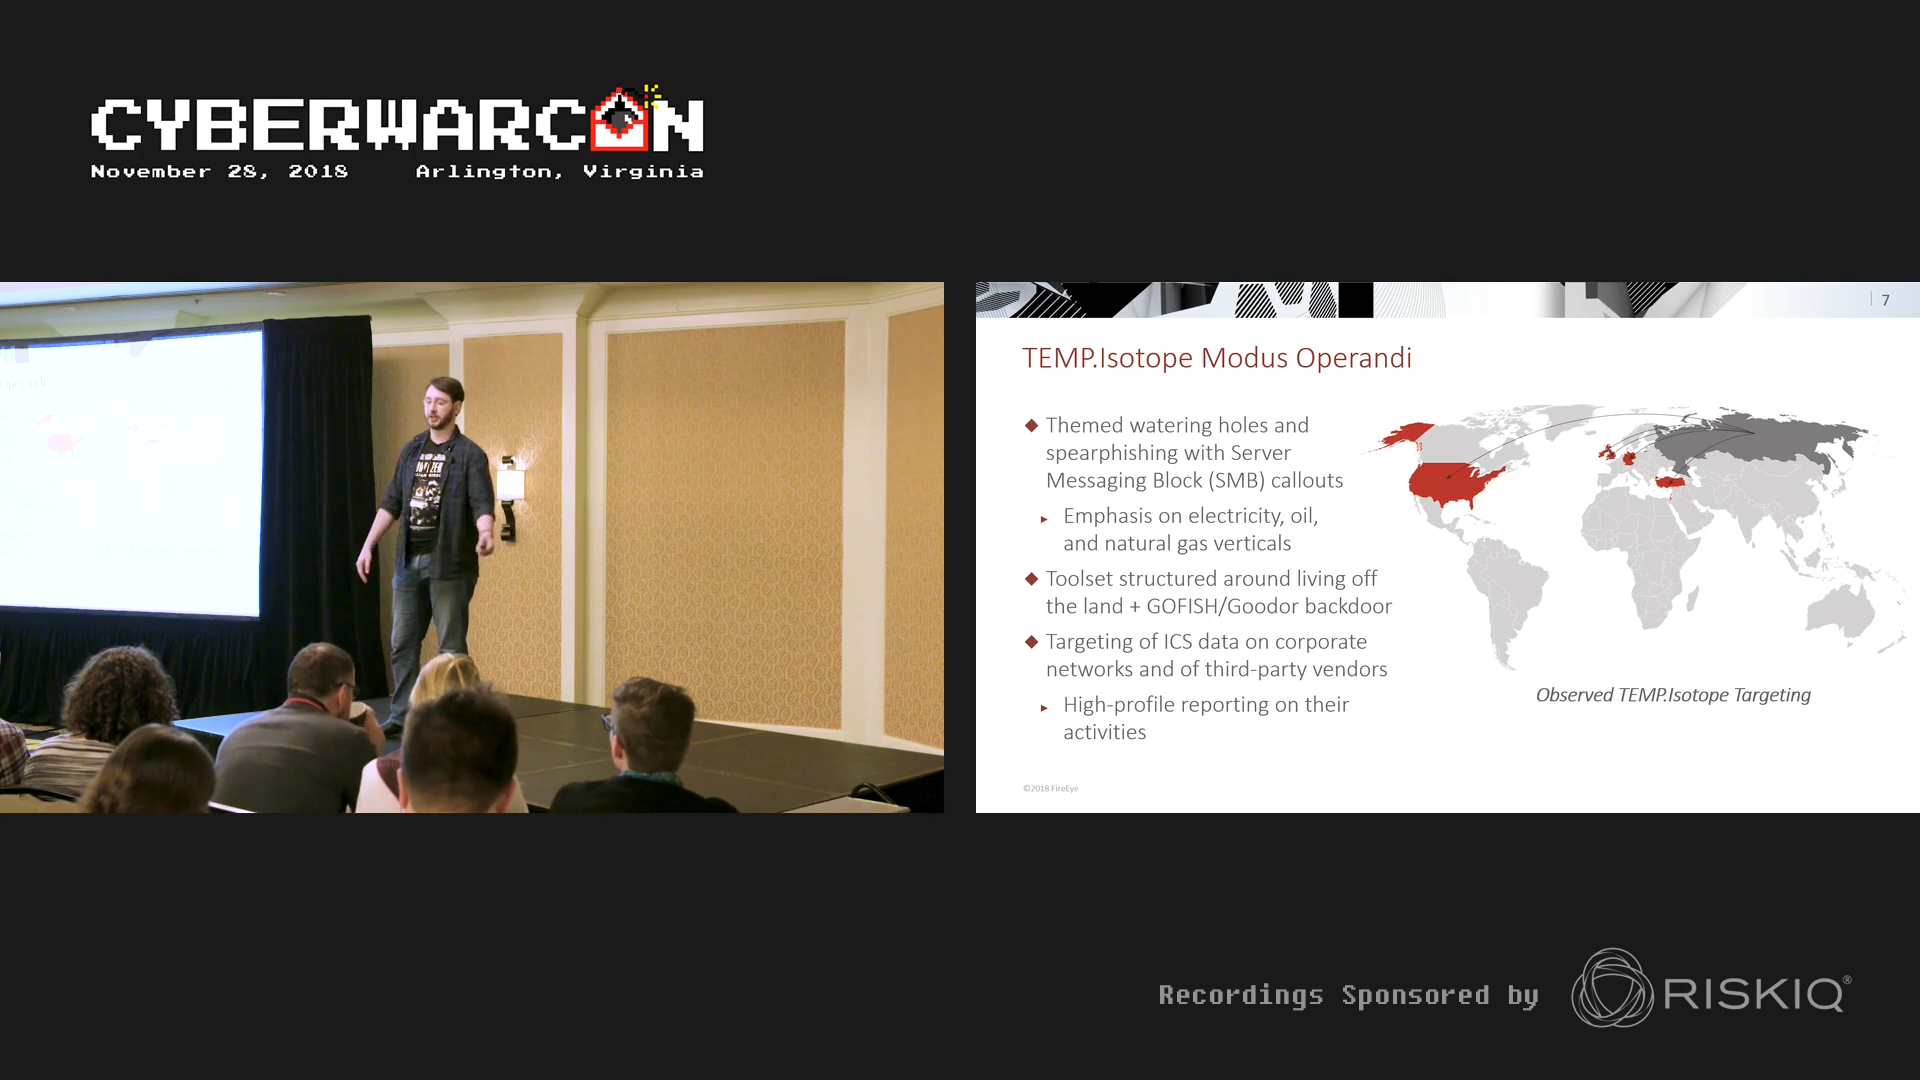 CYBERWARCON
November 28, 2018 Arlington, Virginia
7
TEMP.Isotope Modus Operandi
Themed watering holes and
spearphishing with Server
Messaging Block (SMB) callouts
Emphasis on electricity, oil,
and natural gas verticals
Toolset structured around living off
the land + GOFISH/Goodor backdoor
Targeting of ICS data on corporate
networks and of third-party vendors
High-profile reporting on their
activities
Observed TEMP.Isotope Targeting
©2018 FireEye
Recordings Sponsored by
RISKIQ®